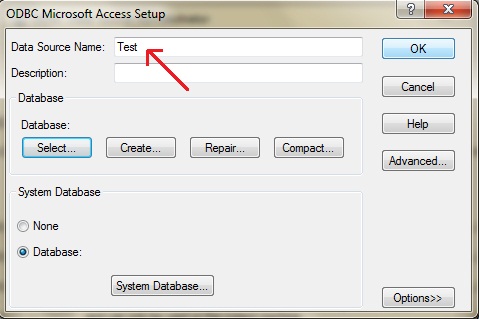 ODBC Microsoft Access Setup
Data Source Name: Test
OK
Description:
Cancel
Database
Database:
Help
Select... Create... Repair... Compact...
Advanced...
System Database
None
Database:
System Database...
Options>>